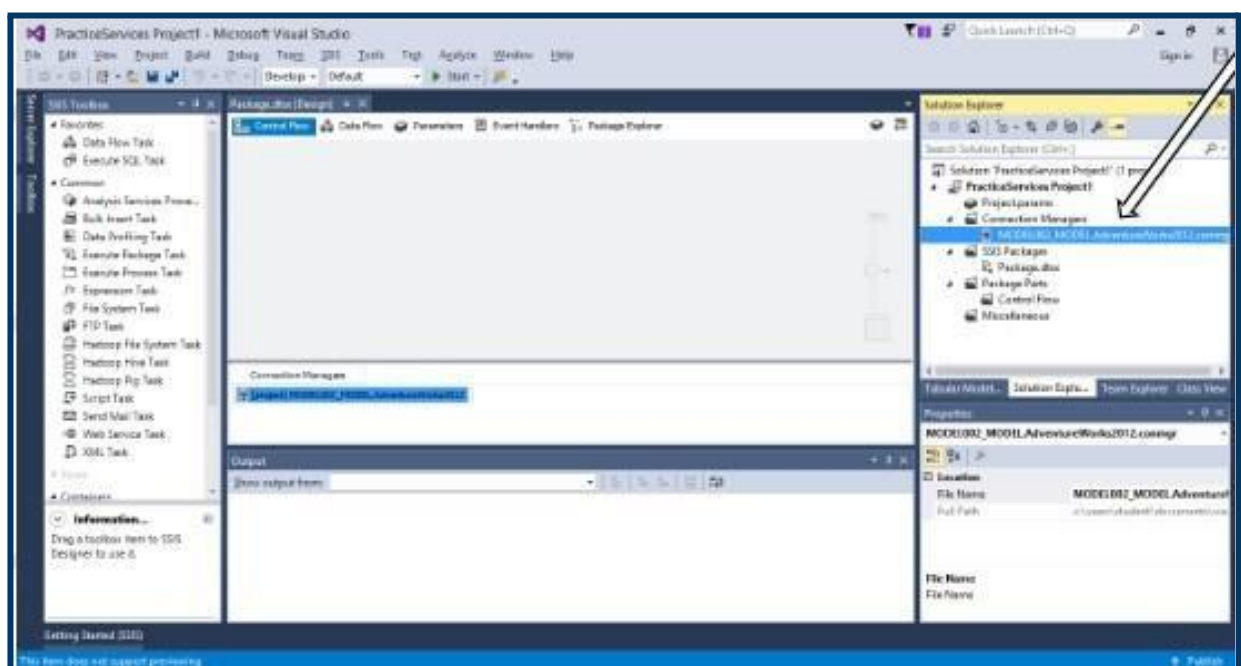 PracticeServices Project1 - Microsoft Visual Studio
Quick Launch (Ctrl+Q)
File Edit View Project Build Debug Team SSIS Tools Test Analyze Window Help
Sign in
Develop Default Start
Server Explorer
Toolbox
SSIS Toolbox
Favorites
Data Flow Task
Execute SQL Task
Common
Analysis Services Proce...
Bulk Insert Task
Data Profiling Task
Execute Package Task
Execute Process Task
Expression Task
File System Task
FTP Task
Hadoop File System Task
Hadoop Hive Task
Hadoop Pig Task
Script Task
Send Mail Task
Web Service Task
XML Task
Containers
Information...
Drag a toolbox item to SSIS
Designer to use it.
Package.dtsx [Design]
Control Flow Data Flow Parameters Event Handlers Package Explorer
Connection Managers
(project) MODEL002_MODEL.AdventureWorks2012
Output
Show output from:
Solution Explorer
Search Solution Explorer (Ctrl+;)
Solution 'PracticeServices Project1' (1
PracticeServices Project1
Project.params
Connection Managers
MODEL002_MODEL.AdventureWorks2012.conmgr
SSIS Packages
Package.dtsx
Package Parts
Control Flow
Miscellaneous
Tabular Model... Solution Explo... Team Explorer Class View
Properties
MODEL002_MODEL.AdventureWorks2012.conmgr
Location
File Name MODEL002_MODEL.Adventure
Full Path
File Name
File Name
Getting Started (SSIS)
This item does not support previewing
Publish